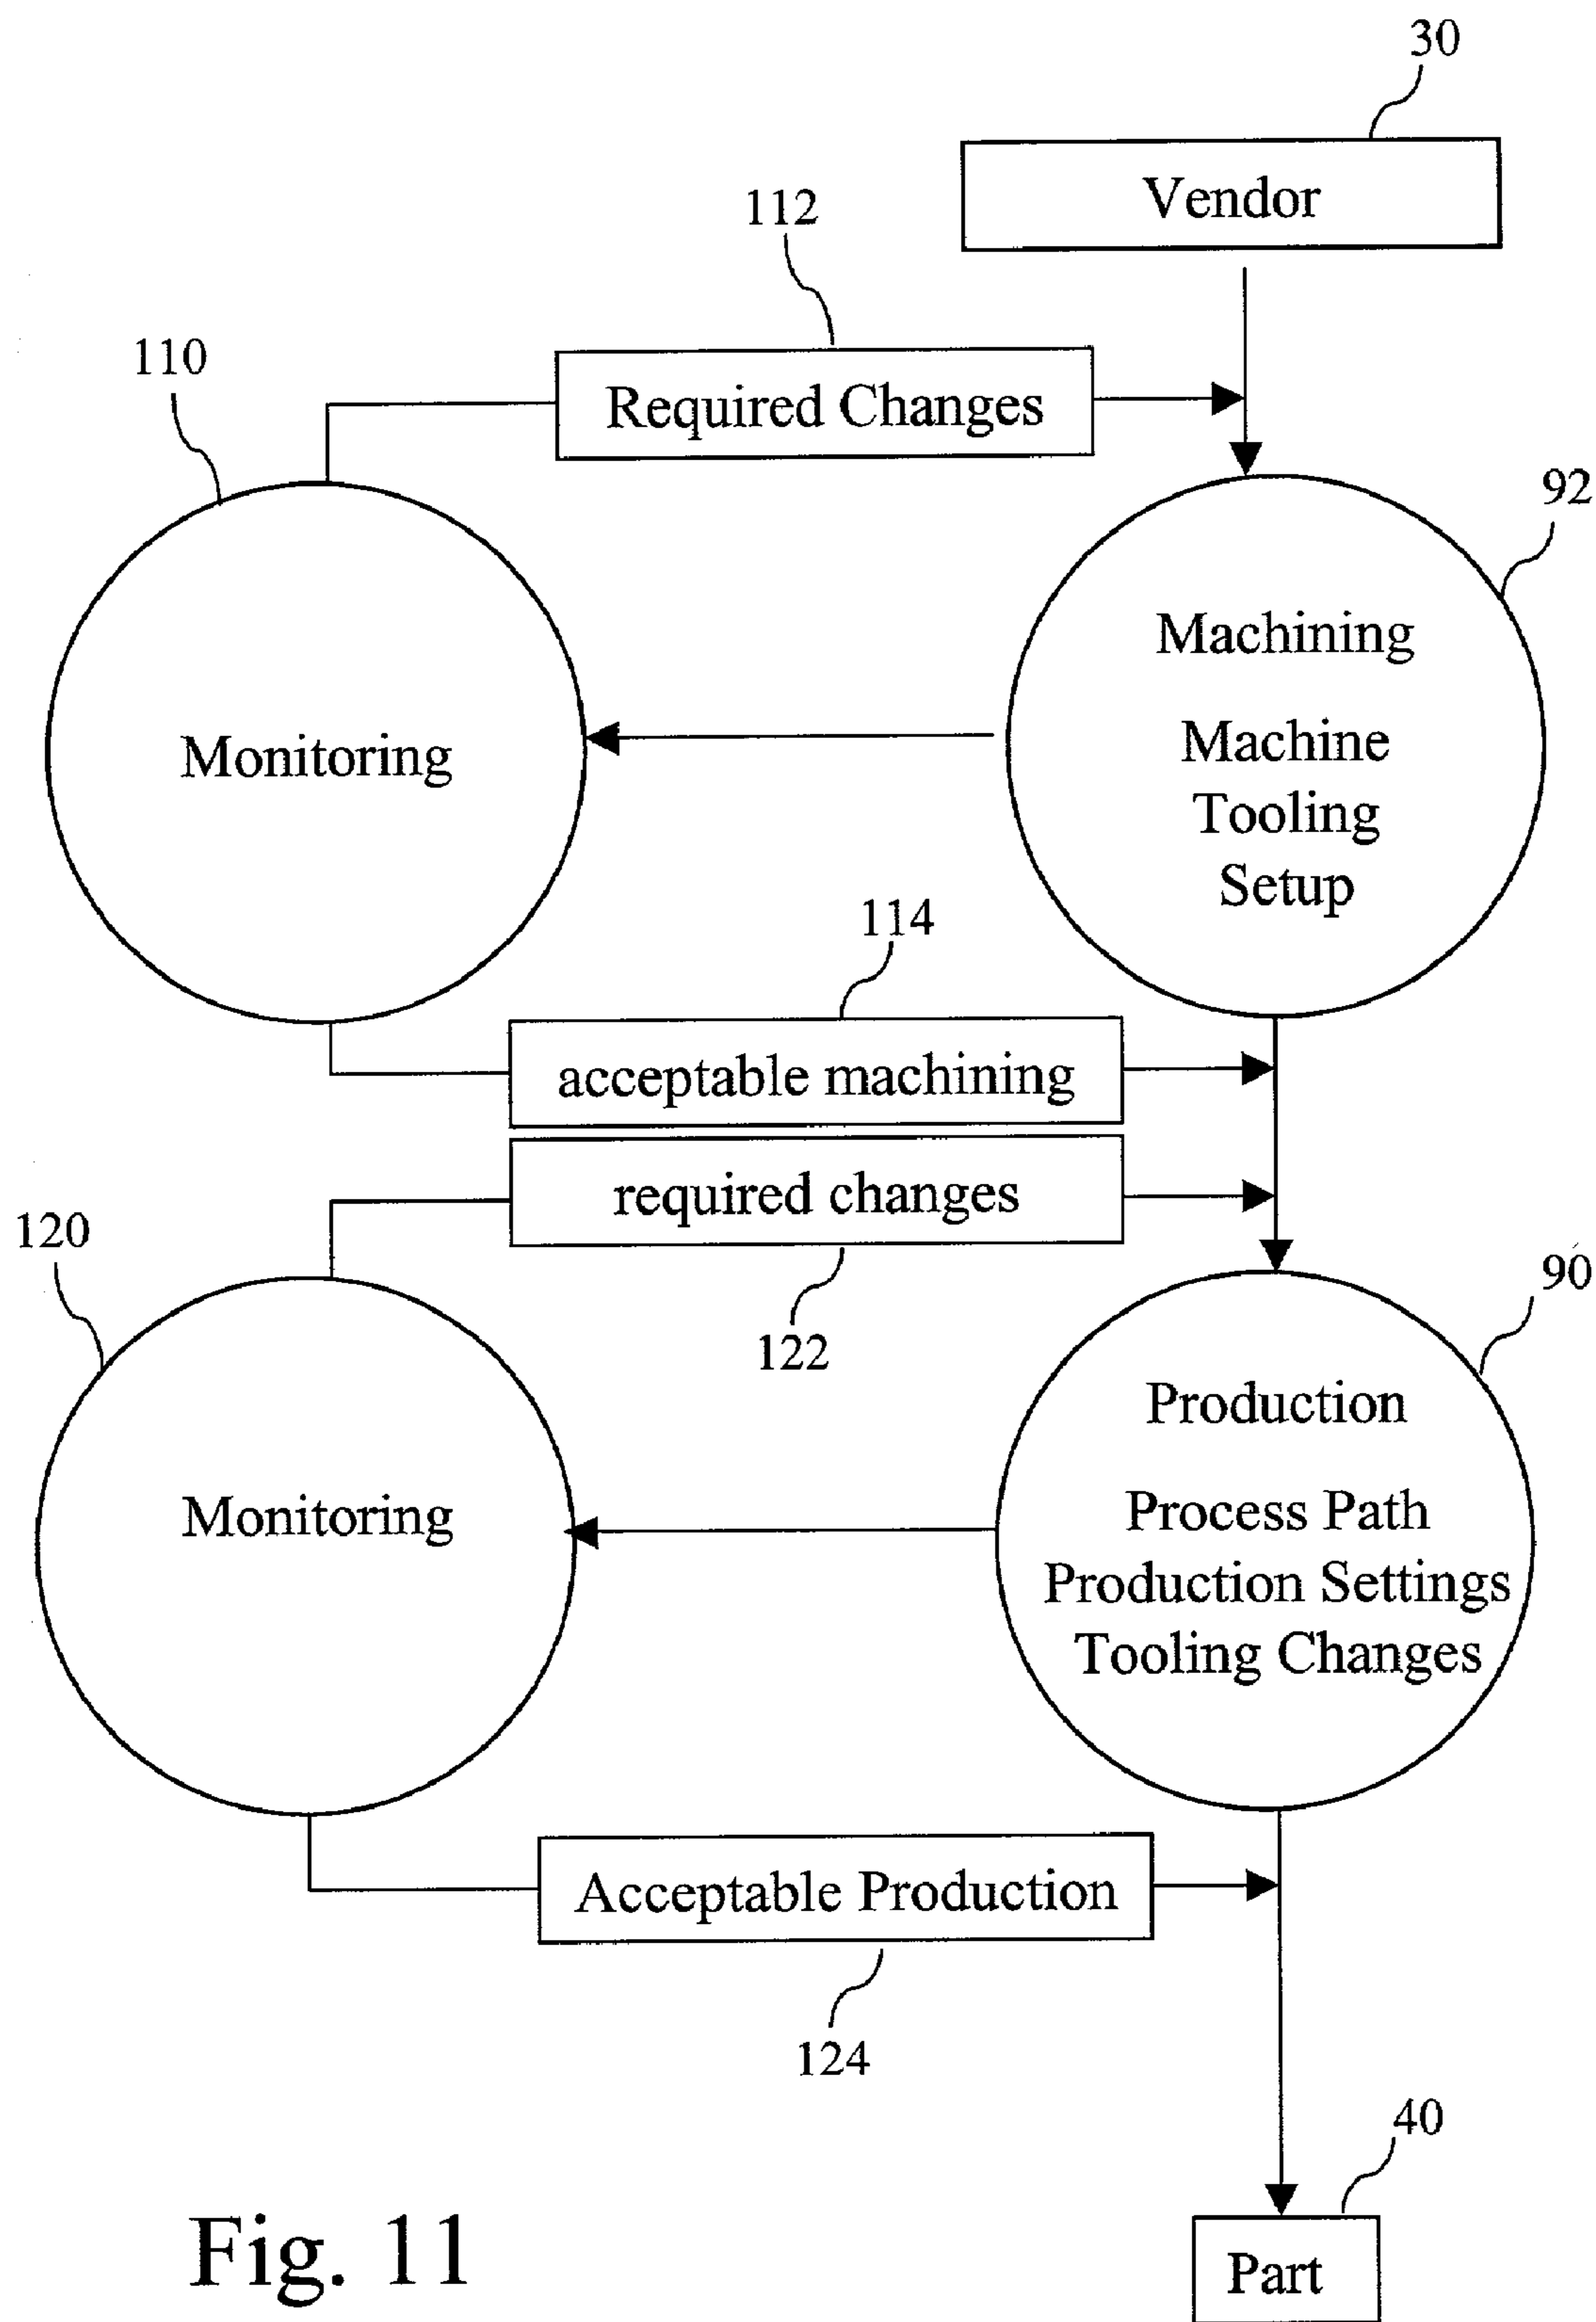 30
Vendor
112
Required Changes
110
92
Monitoring
Machining
Machine
Tooling
Setup
114
acceptable machining
required changes
120
122
90
Monitoring
Production
Process Path
Production Settings
Tooling Changes
Acceptable Production
124
40
Part
Fig. 11